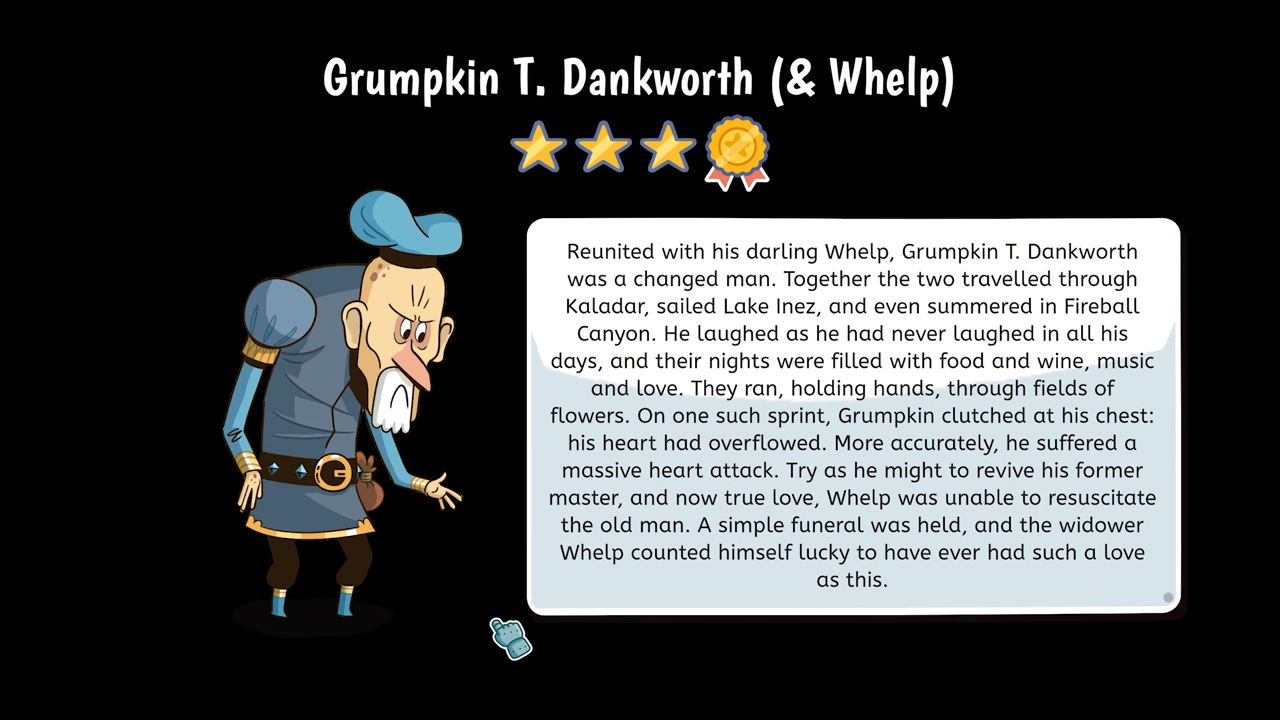 Grumpkin T. Dankworth (& Whelp)
Reunited with his darling Whelp, Grumpkin T. Dankworth
was a changed man. Together the two travelled through
Kaladar, sailed Lake Inez, and even summered in Fireball
Canyon. He laughed as he had never laughed in all his
days, and their nights were filled with food and wine, music
and love. They ran, holding hands, through fields of
flowers. On one such sprint, Grumpkin clutched at his chest:
his heart had overflowed. More accurately, he suffered a
massive heart attack. Try as he might to revive his former
master, and now true love, Whelp was unable to resuscitate
the old man. A simple funeral was held, and the widower
Whelp counted himself lucky to have ever had such a love
as this.
G